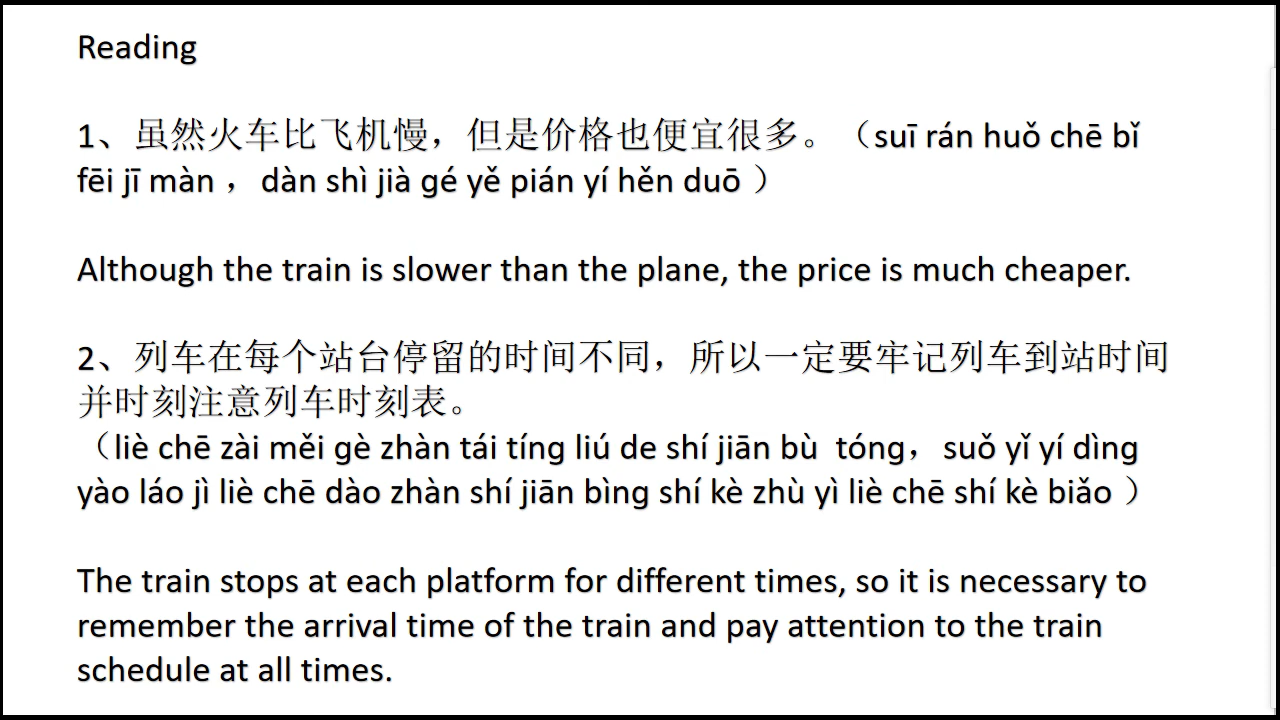 Reading
1、虽然火车比飞机慢，但是价格也便宜很多。（suī rán huǒ chē bǐ
fēi jī màn ，dàn shì jià gé yě pián yí hěn duō ）
Although the train is slower than the plane, the price is much cheaper.
2、列车在每个站台停留的时间不同，所以一定要牢记列车到站时间
并时刻注意列车时刻表。
（liè chē zài měi gè zhàn tái tíng liú de shí jiān bù  tóng，suǒ yǐ yí dìng
yào láo jì liè chē dào zhàn shí jiān bìng shí kè zhù yì liè chē shí kè biǎo ）
The train stops at each platform for different times, so it is necessary to
remember the arrival time of the train and pay attention to the train
schedule at all times.